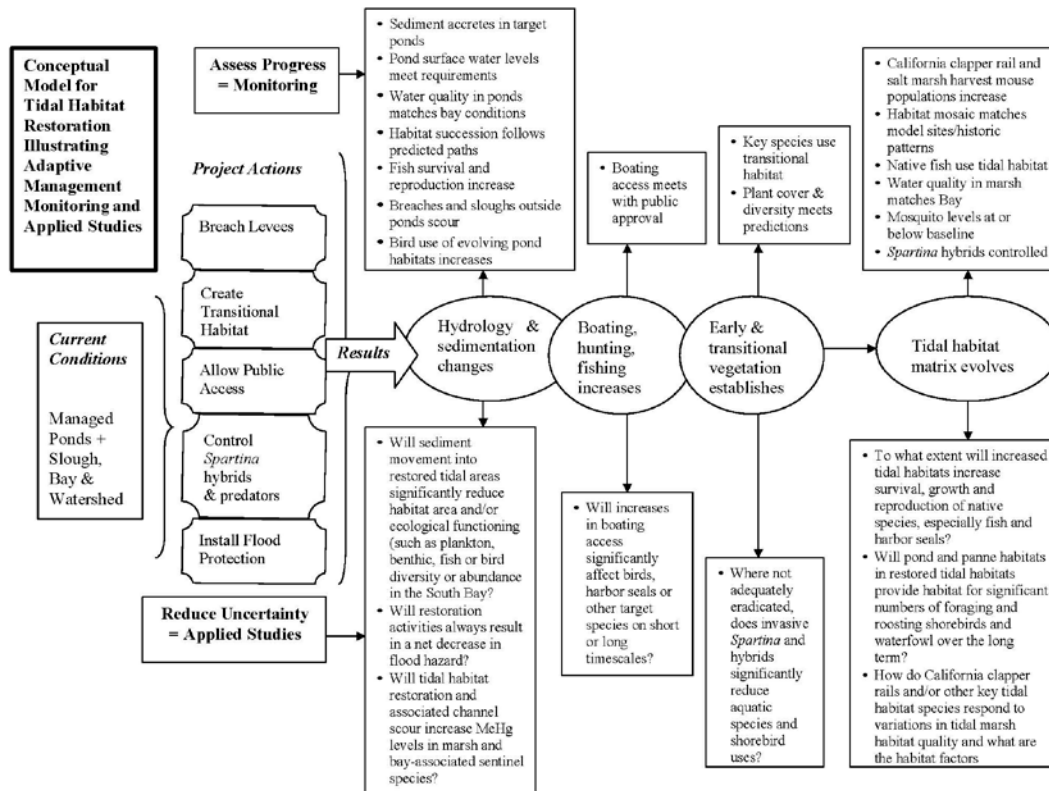 Conceptual
Model for
Tidal Habitat
Restoration
Illustrating
Adaptive
Management
Monitoring and
Applied Studies
Assess Progress
= Monitoring
• Sediment accretes in target
ponds
• Pond surface water levels
meet requirements
• Water quality in ponds
matches bay conditions
• Habitat succession follows
predicted paths
• Fish survival and
reproduction increase
• Breaches and sloughs outside
ponds scour
• Bird use of evolving pond
habitats increases
• Boating
access meets
with public
approval
• Key species use
transitional
habitat
• Plant cover &
diversity meets
predictions
• California clapper rail and
salt marsh harvest mouse
populations increase
• Habitat mosaic matches
model sites/historic
patterns
• Native fish use tidal habitat
• Water quality in marsh
matches Bay
• Mosquito levels at or
below baseline
• Spartina hybrids controlled
Project Actions
Breach Levees
Create
Transitional
Habitat
Allow Public
Access
Control
Spartina
hybrids
& predators
Install Flood
Protection
Current
Conditions
Managed
Ponds +
Slough,
Bay &
Watershed
Results
Hydrology &
sedimentation
changes
Boating,
hunting,
fishing
increases
Early &
transitional
vegetation
establishes
Tidal habitat
matrix evolves
Reduce Uncertainty
= Applied Studies
• Will sediment
movement into
restored tidal areas
significantly reduce
habitat area and/or
ecological functioning
(such as plankton,
benthic, fish or bird
diversity or abundance
in the South Bay?
• Will restoration
activities always result
in a net decrease in
flood hazard?
• Will tidal habitat
restoration and
associated channel
scour increase MeHg
levels in marsh and
bay-associated sentinel
species?
• Will increases
in boating
access
significantly
affect birds,
harbor seals or
other target
species on short
or long
timescales?
• Where not
adequately
eradicated,
does invasive
Spartina and
hybrids
significantly
reduce
aquatic
species and
shorebird
uses?
• To what extent will increased
tidal habitats increase
survival, growth and
reproduction of native
species, especially fish and
harbor seals?
• Will pond and panne habitats
in restored tidal habitats
provide habitat for significant
numbers of foraging and
roosting shorebirds and
waterfowl over the long
term?
• How do California clapper
rails and/or other key tidal
habitat species respond to
variations in tidal marsh
habitat quality and what are
the habitat factors